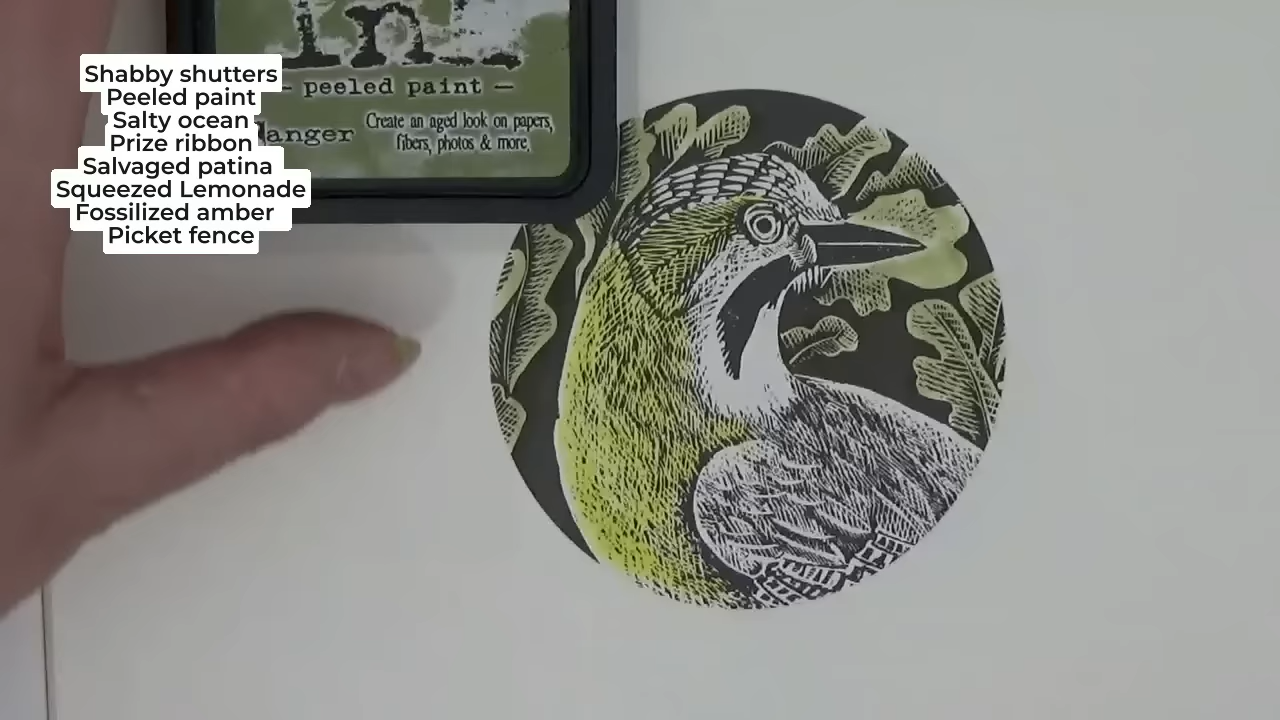 Shabby shutters
Peeled paint
Salty ocean
Prize ribbon
Salvaged patina
Squeezed Lemonade
Fossilized amber
Picket fence
Ink
— peeled paint —
Create an aged look on papers,
fibers, photos & more.